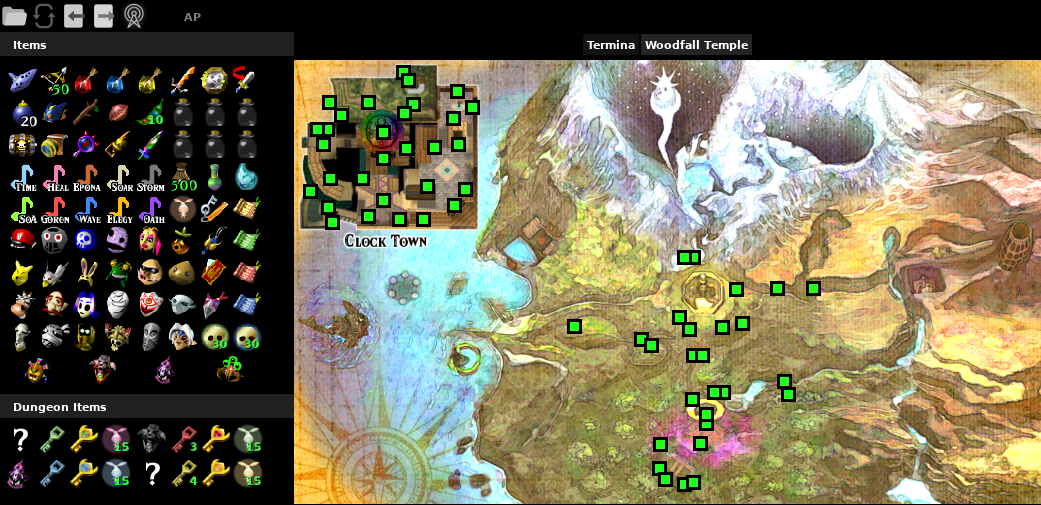 AP
Items
Termina
Woodfall Temple
50
20
10
TIME
HEAL
EPONA
SOAR
STORM
500
SOA
GORON
WAVE
ELEGY
OATH
30
30
CLOCK TOWN
Dungeon Items
?
15
3
15
15
?
4
15